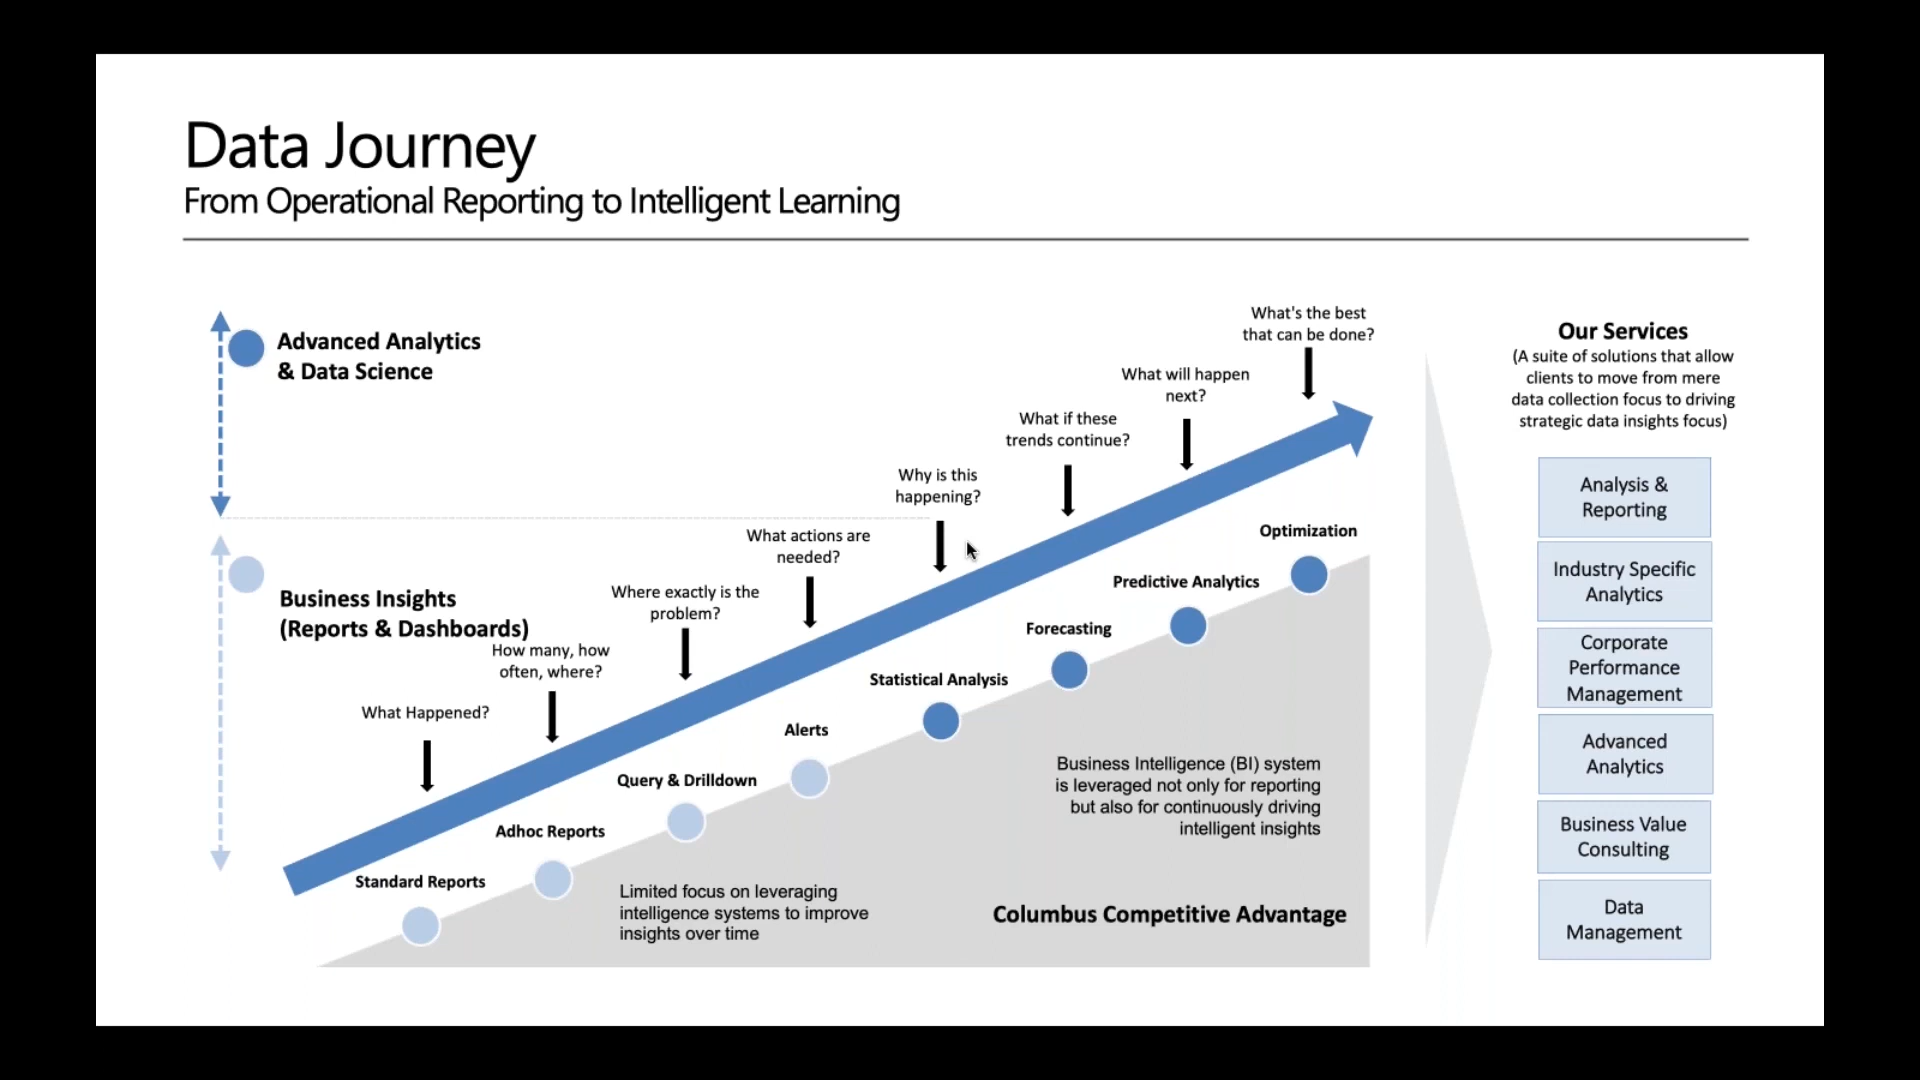 Data Journey
From Operational Reporting to Intelligent Learning
Advanced Analytics
& Data Science
Business Insights
(Reports & Dashboards)
What Happened?
How many, how
often, where?
Where exactly is the
problem?
What actions are
needed?
Why is this
happening?
What if these
trends continue?
What will happen
next?
What's the best
that can be done?
Standard Reports
Adhoc Reports
Query & Drilldown
Alerts
Statistical Analysis
Forecasting
Predictive Analytics
Optimization
Limited focus on leveraging
intelligence systems to improve
insights over time
Business Intelligence (BI) system
is leveraged not only for reporting
but also for continuously driving
intelligent insights
Columbus Competitive Advantage
Our Services
(A suite of solutions that allow
clients to move from mere
data collection focus to driving
strategic data insights focus)
Analysis &
Reporting
Industry Specific
Analytics
Corporate
Performance
Management
Advanced
Analytics
Business Value
Consulting
Data
Management